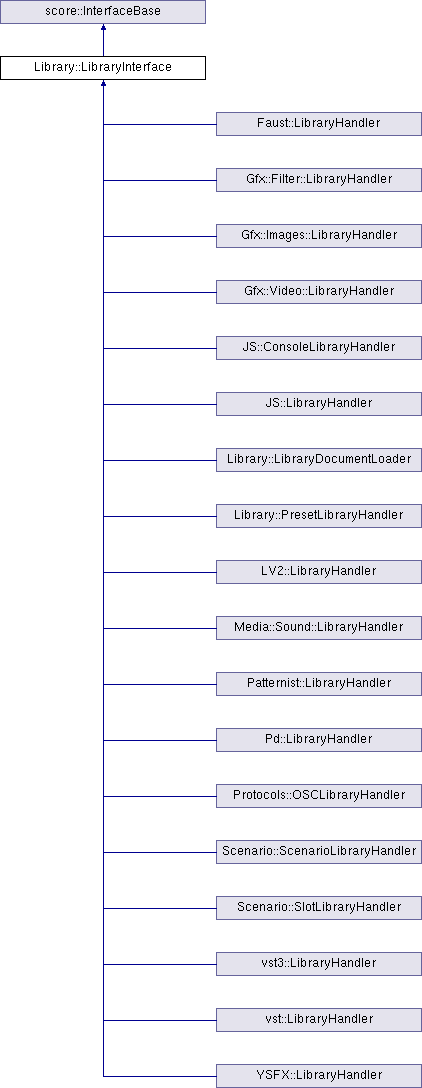 score::InterfaceBase
Library::LibraryInterface
Faust::LibraryHandler
Gfx::Filter::LibraryHandler
Gfx::Images::LibraryHandler
Gfx::Video::LibraryHandler
JS::ConsoleLibraryHandler
JS::LibraryHandler
Library::LibraryDocumentLoader
Library::PresetLibraryHandler
LV2::LibraryHandler
Media::Sound::LibraryHandler
Patternist::LibraryHandler
Pd::LibraryHandler
Protocols::OSCLibraryHandler
Scenario::ScenarioLibraryHandler
Scenario::SlotLibraryHandler
vst3::LibraryHandler
vst::LibraryHandler
YSFX::LibraryHandler